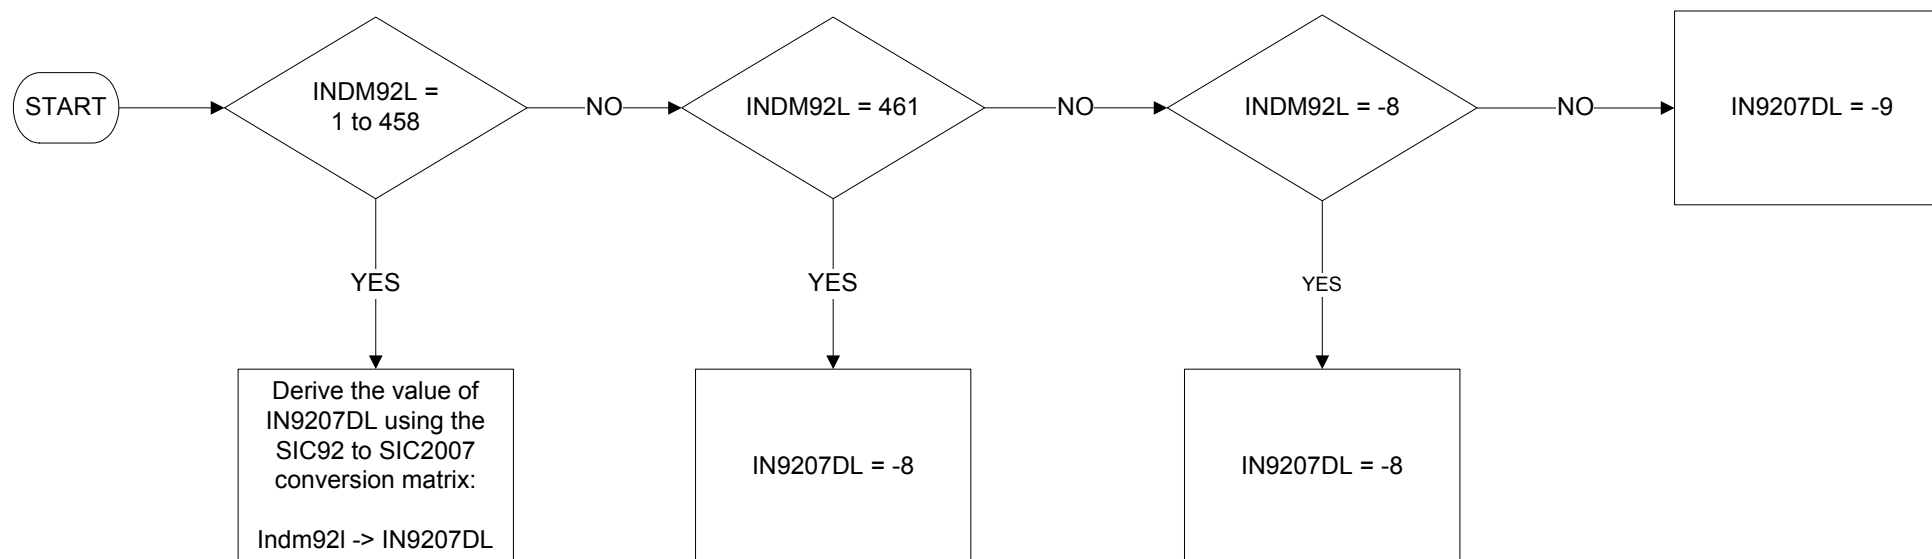 START
INDM92L =
1 to 458
NO
INDM92L = 461
NO
INDM92L = -8
NO
IN9207DL = -9
YES
YES
YES
Derive the value of
IN9207DL using the
SIC92 to SIC2007
conversion matrix:
Indm92l -> IN9207DL
IN9207DL = -8
IN9207DL = -8